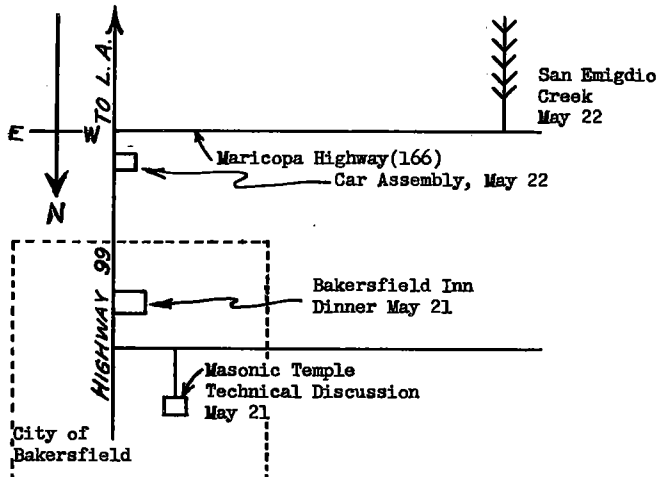 TO L.A.
San Emigdio
Creek
May 22
E
W
N
Maricopa Highway(166)
Car Assembly, May 22
HIGHWAY 99
Bakersfield Inn
Dinner May 21
Masonic Temple
Technical Discussion
May 21
City of
Bakersfield